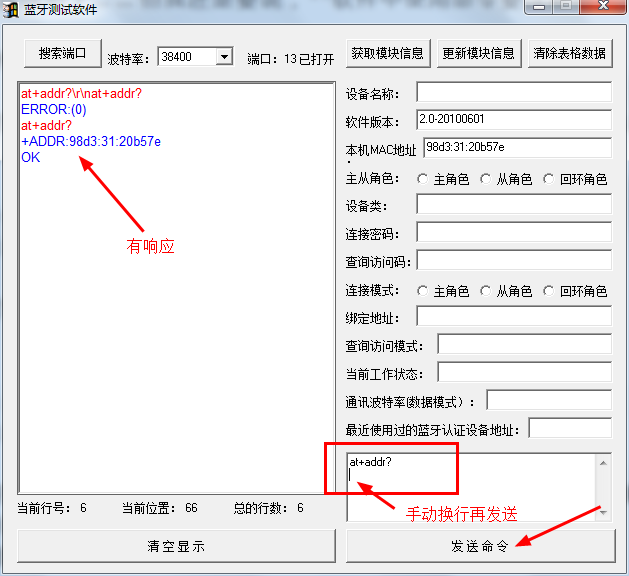 蓝牙测试软件
搜索端口
波特率：
38400
端口：13 已打开
获取模块信息
更新模块信息
清除表格数据
at+addr?\r\nat+addr?
ERROR:(0)
at+addr?
+ADDR:98d3:31:20b57e
OK
有响应
当前行号： 6
当前位置： 66
总的行数： 6
清空显示
设备名称：
软件版本：
2.0-20100601
本机MAC地址：
98d3:31:20b57e
主从角色：
主角色
从角色
回环角色
设备类：
连接密码：
查询访问码：
连接模式：
主角色
从角色
回环角色
绑定地址：
查询访问模式：
当前工作状态：
通讯波特率(数据模式）：
最近使用过的蓝牙认证设备地址：
at+addr?
手动换行再发送
发送命令